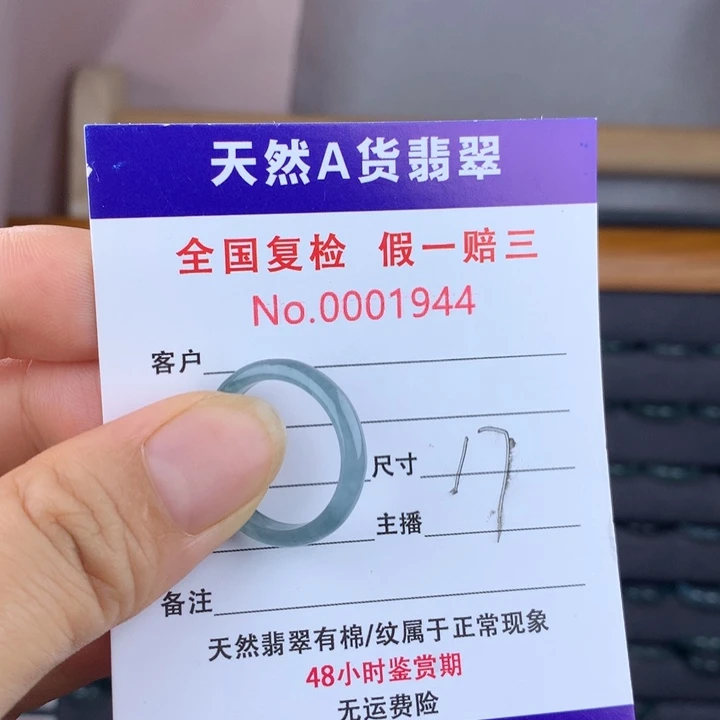 天然A货翡翠
全国复检 假一赔三
No.0001944
客户
尺寸 17
主播
备注
天然翡翠有棉/纹属于正常现象
48小时鉴赏期
无运费险